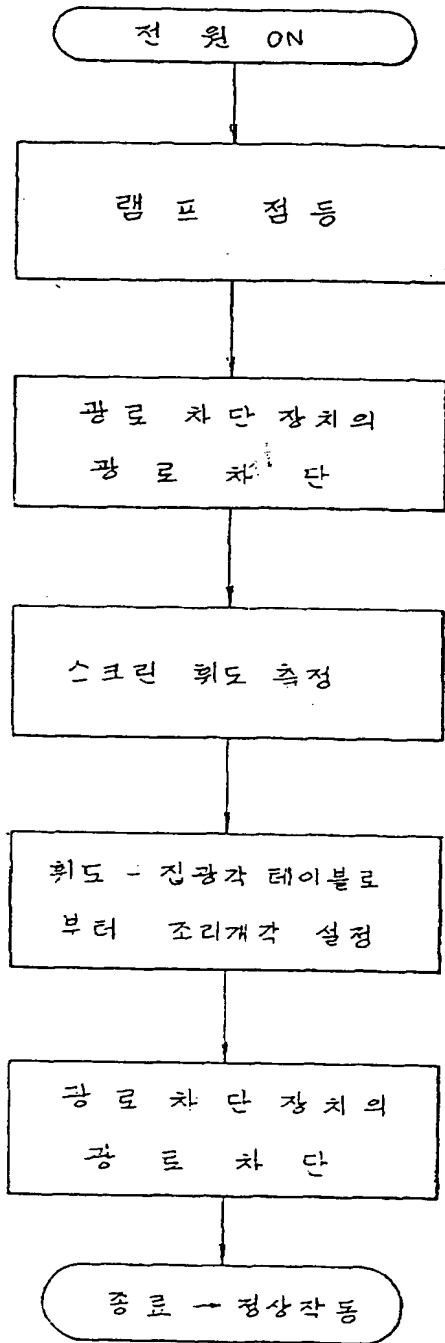 전 원 ON
램 프 점 등
광 로 차 단 장 치 의
광 로 차 단
스크린 휘도 측정
휘도 - 집광각 테이블로
부터 조리개각 설정
광 로 차 단 장 치 의
광 로 차 단
종료 → 정상작동